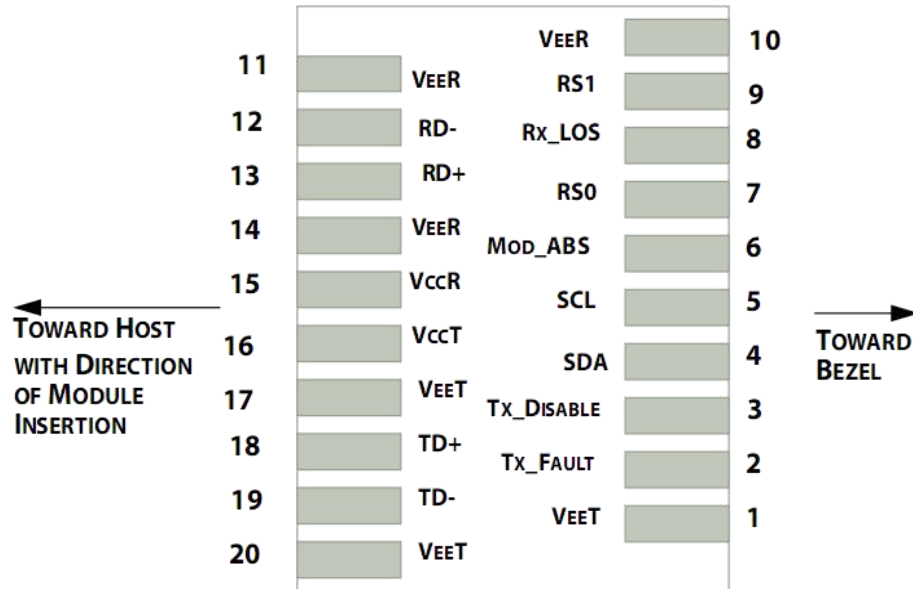 VEER 10
11 VEER
RS1 9
12 RD-
Rx_LOS 8
13 RD+
RS0 7
14 VEER
MOD_ABS 6
15 VCCR
SCL 5
TOWARD HOST
WITH DIRECTION
OF MODULE
INSERTION
TOWARD
BEZEL
16 VCCT
SDA 4
17 VEET
TX_DISABLE 3
18 TD+
TX_FAULT 2
19 TD-
VEET 1
20 VEET